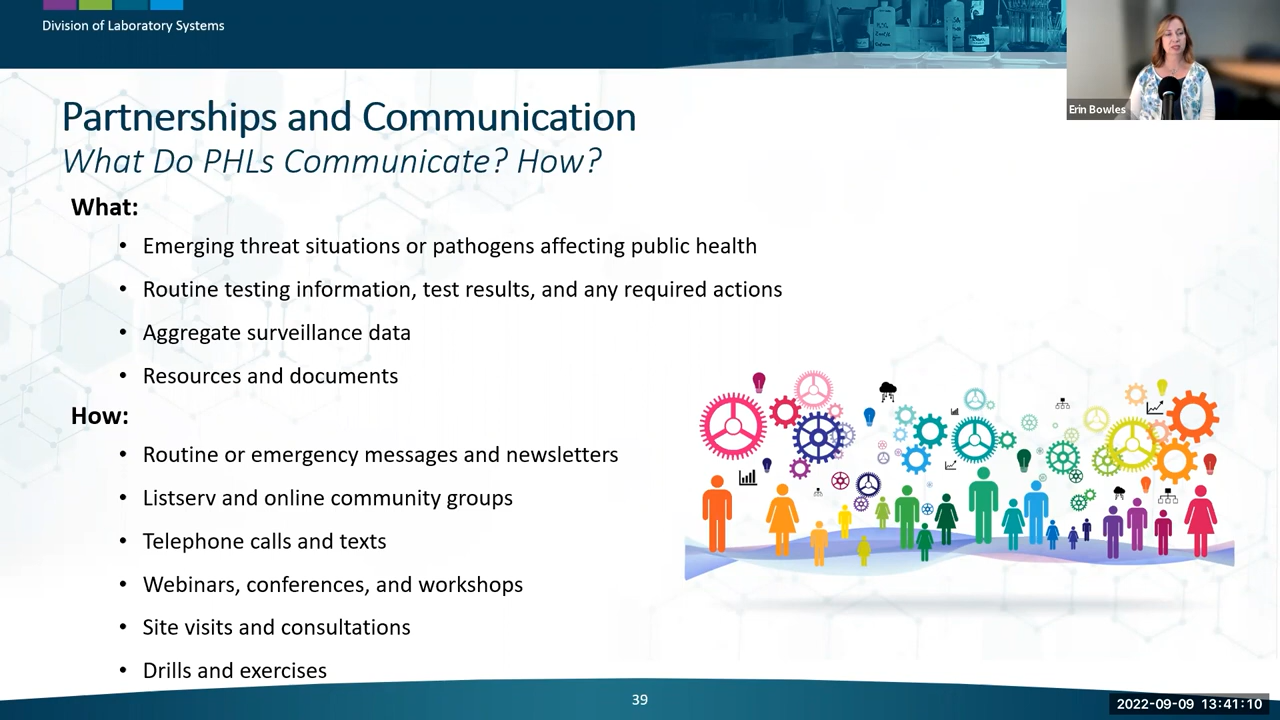 Division of Laboratory Systems
Erin Bowles
Partnerships and Communication
What Do PHLs Communicate? How?
What:
• Emerging threat situations or pathogens affecting public health
• Routine testing information, test results, and any required actions
• Aggregate surveillance data
• Resources and documents
How:
• Routine or emergency messages and newsletters
• Listserv and online community groups
• Telephone calls and texts
• Webinars, conferences, and workshops
• Site visits and consultations
• Drills and exercises
39
2022-09-09 13:41:10